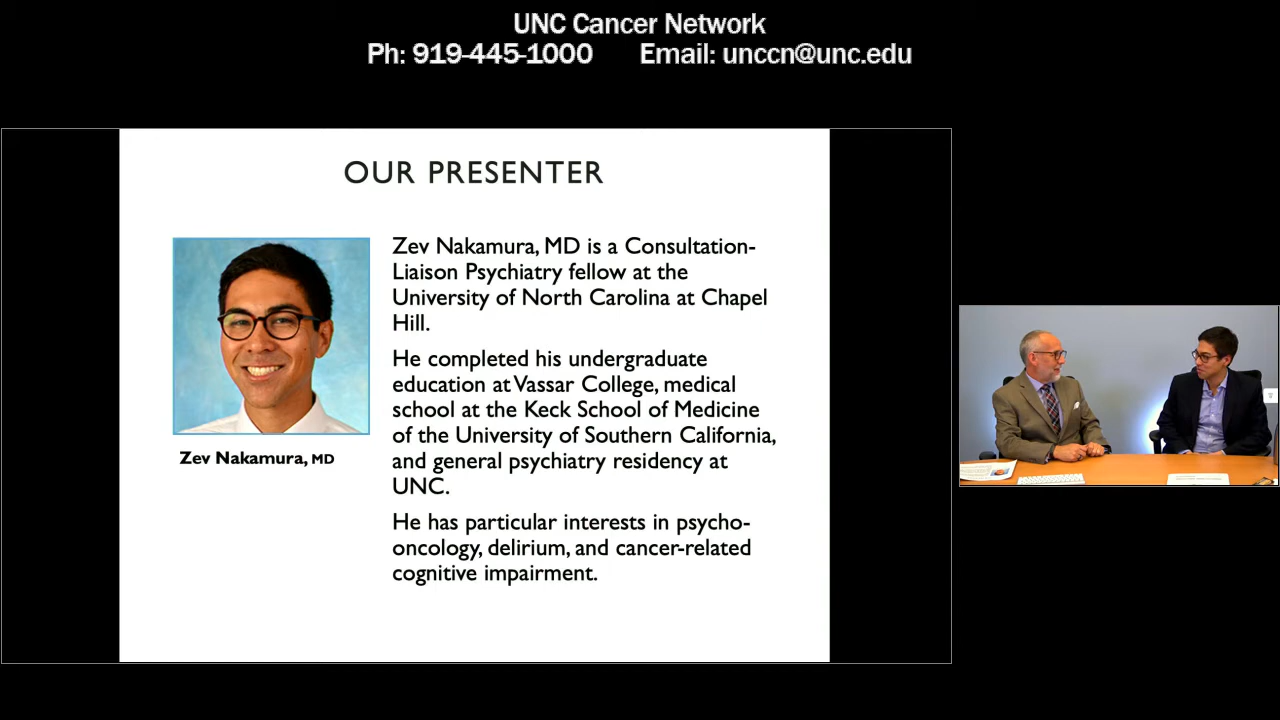 UNC Cancer Network
Ph: 919-445-1000 Email: unccn@unc.edu
OUR PRESENTER
Zev Nakamura, MD is a Consultation-
Liaison Psychiatry fellow at the
University of North Carolina at Chapel
Hill.
He completed his undergraduate
education at Vassar College, medical
school at the Keck School of Medicine
of the University of Southern California,
and general psychiatry residency at
UNC.
He has particular interests in psycho-
oncology, delirium, and cancer-related
cognitive impairment.
Zev Nakamura, MD